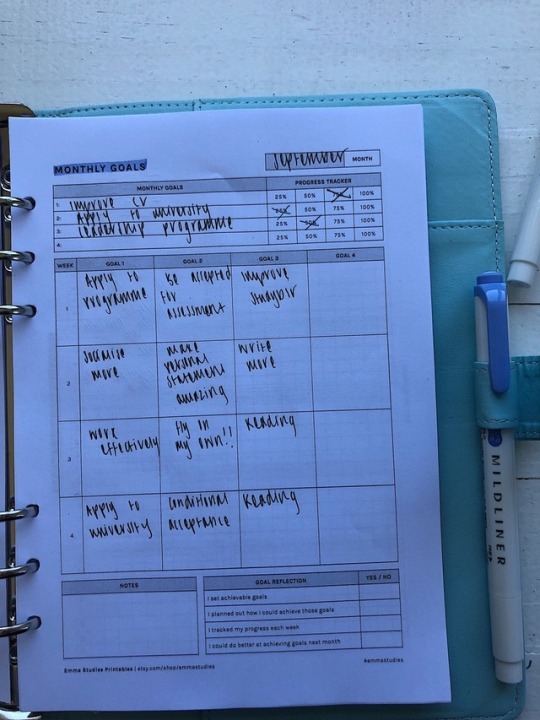 MONTHLY GOALS
September MONTH
MONTHLY GOALS PROGRESS TRACKER
1: improve CV 25% 50% 75% 100%
2: Apply to university 25% 50% 75% 100%
3: leadership programme 25% 50% 75% 100%
4: 25% 50% 75% 100%
WEEK GOAL 1 GOAL 2 GOAL 3 GOAL 4
1
Apply to
programme
be accepted
for
assessment
improve
2
socialise
more
make
personal
statement
amazing
write
more
3
work
effectively
fly on
my own!!
Reading
4
Apply to
university
conditional
acceptance
Reading
NOTES
GOAL REFLECTION YES / NO
I set achievable goals
I planned out how I could achieve those goals
I tracked my progress each week
I could do better at achieving goals next month
Emma Studies Printables | etsy.com/shop/emmastudies
#emmastudies
MILDLINER